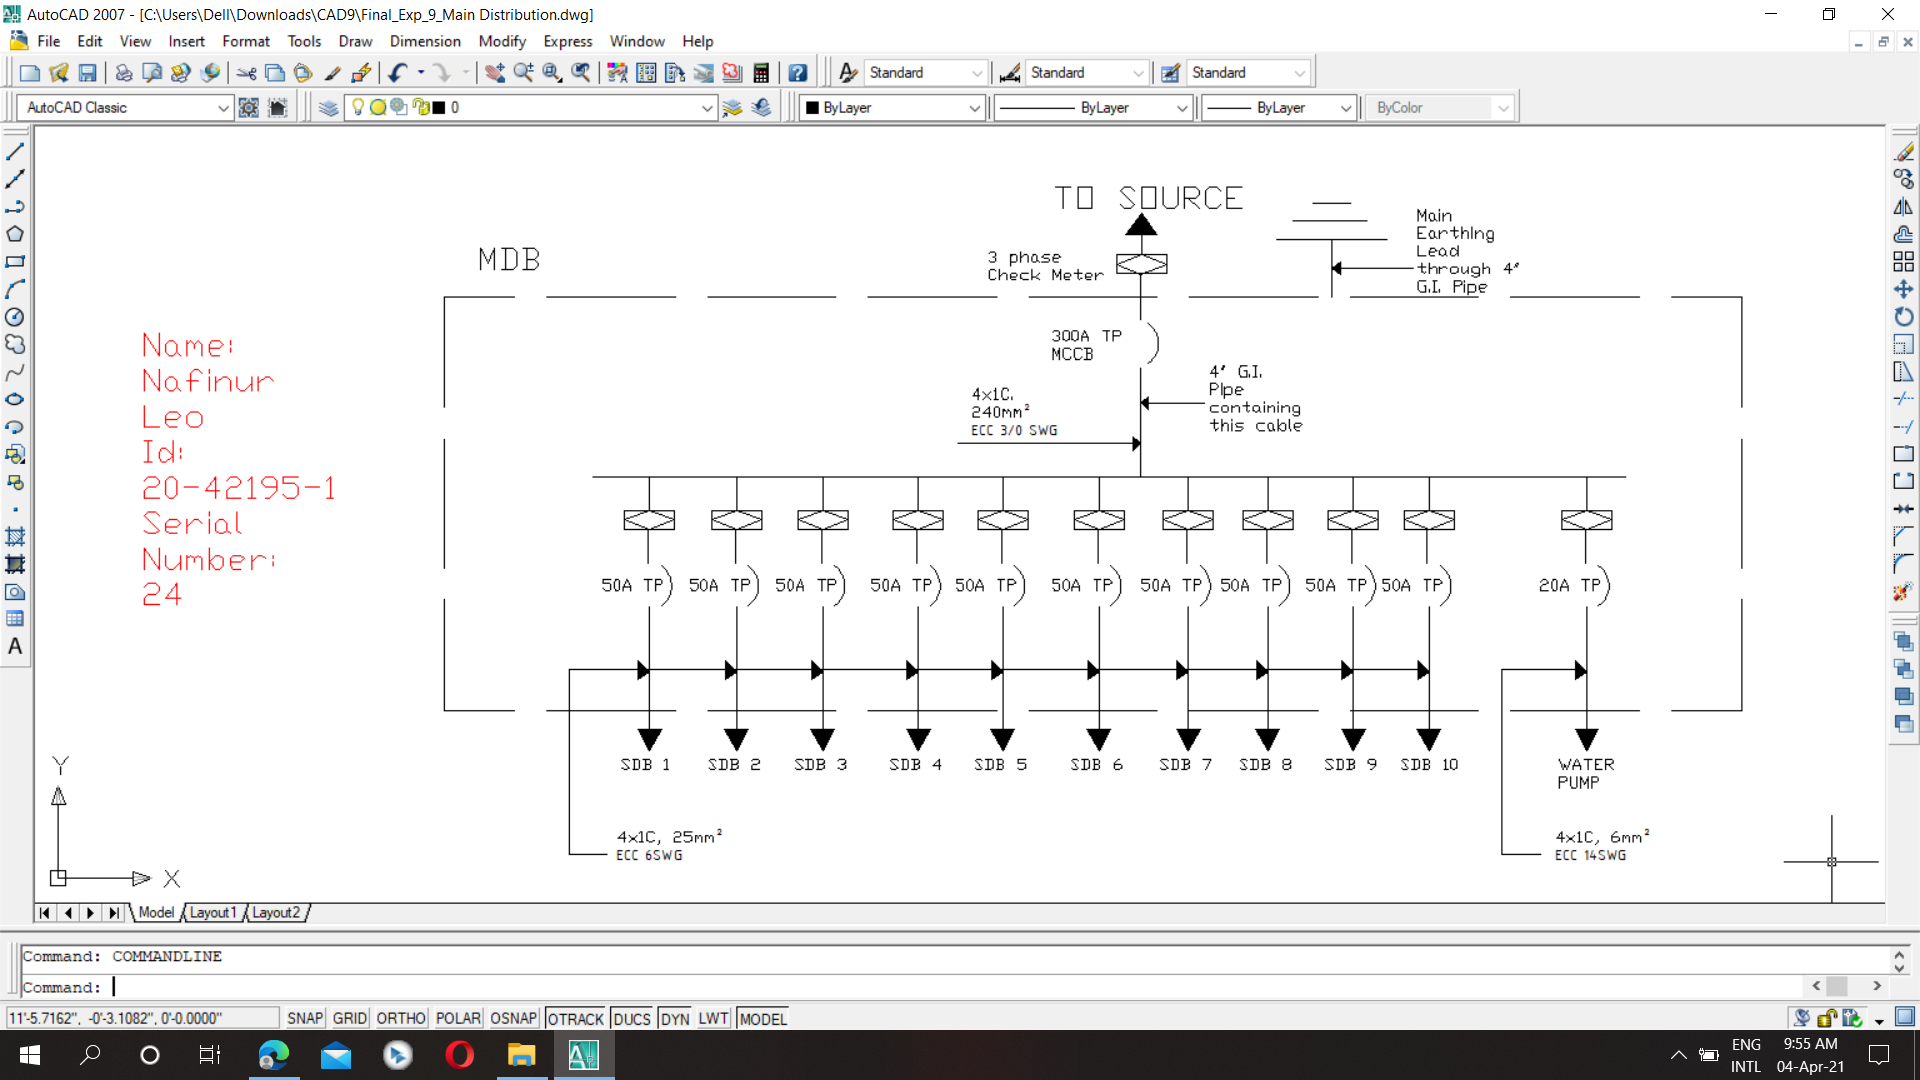 AutoCAD 2007 - [C:\Users\Dell\Downloads\CAD9\Final_Exp_9_Main Distribution.dwg]
File Edit View Insert Format Tools Draw Dimension Modify Express Window Help
Standard Standard Standard
AutoCAD Classic 0 ByLayer ByLayer ByLayer ByColor
TO SOURCE
MDB
3 phase
Check Meter
Main
Earthing
Lead
through 4"
G.I. Pipe
300A TP
MCCB
4" G.I.
Pipe
containing
this cable
4x1C.
240mm²
ECC 3/0 SWG
Name:
Nafinur
Leo
Id:
20-42195-1
Serial
Number:
24
50A TP 50A TP 50A TP 50A TP 50A TP 50A TP 50A TP 50A TP 50A TP 50A TP 20A TP
SDB 1 SDB 2 SDB 3 SDB 4 SDB 5 SDB 6 SDB 7 SDB 8 SDB 9 SDB 10 WATER
PUMP
4x1C, 25mm²
ECC 6SWG
4x1C, 6mm²
ECC 14SWG
Y
X
Model Layout1 Layout2
Command: COMMANDLINE
Command:
11'-5.7162", -0'-3.1082", 0'-0.0000" SNAP GRID ORTHO POLAR OSNAP OTRACK DUCS DYN LWT MODEL
ENG 9:55 AM
INTL 04-Apr-21